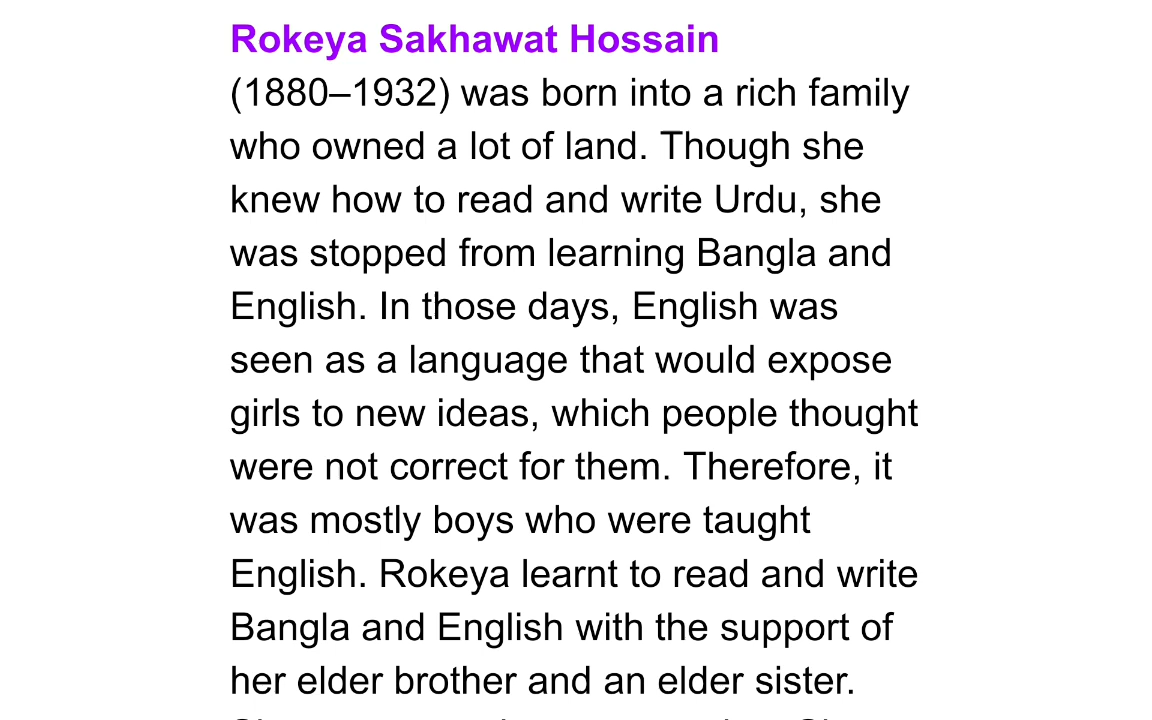 Rokeya Sakhawat Hossain
(1880–1932) was born into a rich family
who owned a lot of land. Though she
knew how to read and write Urdu, she
was stopped from learning Bangla and
English. In those days, English was
seen as a language that would expose
girls to new ideas, which people thought
were not correct for them. Therefore, it
was mostly boys who were taught
English. Rokeya learnt to read and write
Bangla and English with the support of
her elder brother and an elder sister.